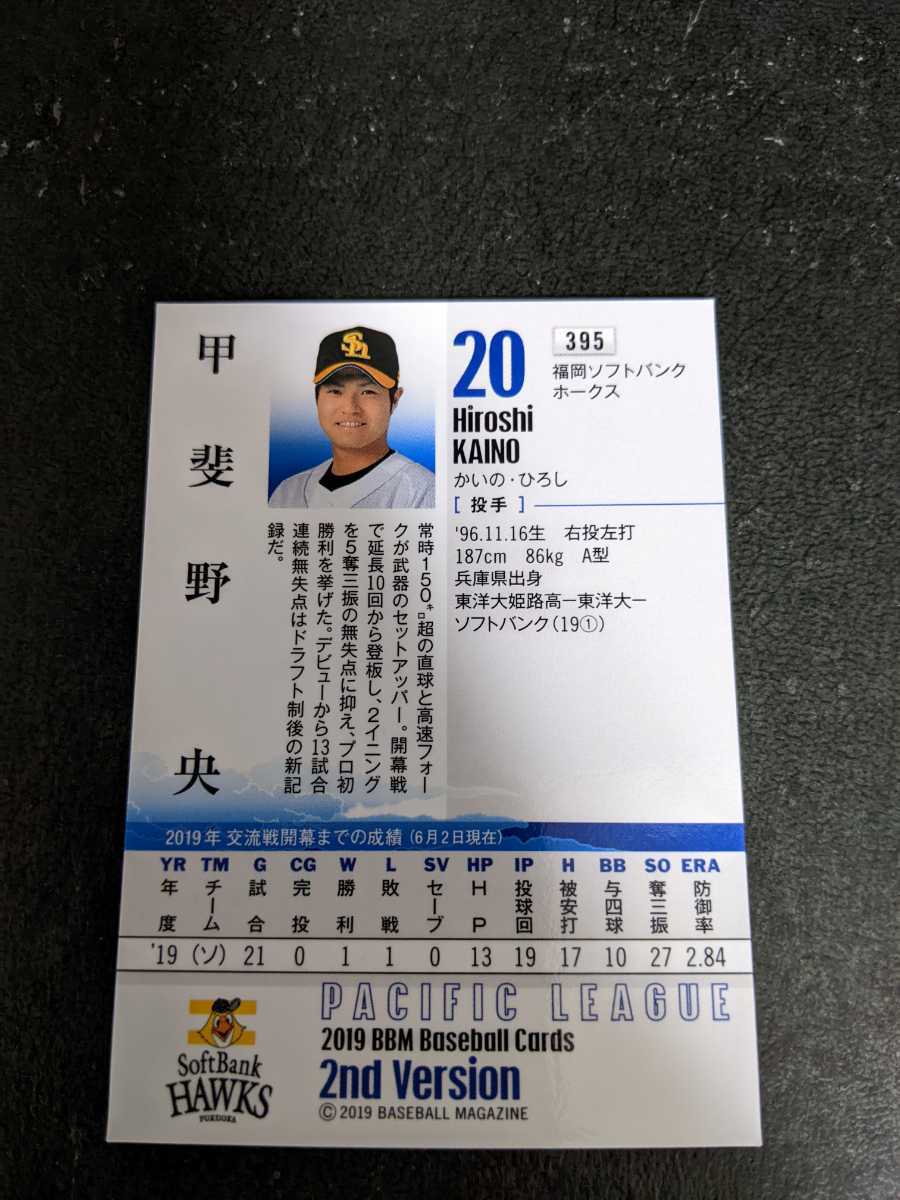 甲斐野央
20
395
福岡ソフトバンク
ホークス
Hiroshi
KAINO
かいの・ひろし
[ 投手 ]
'96.11.16生 右投左打
187cm 86kg A型
兵庫県出身
東洋大姫路高ー東洋大ー
ソフトバンク(19①)
常時150㌔超の直球と高速フォー
クが武器のセットアッパー。開幕戦
で延長10回から登板し、2イニング
を5奪三振の無失点に抑え、プロ初
勝利を挙げた。デビューから13試合
連続無失点はドラフト制後の新記
録だ。
2019年 交流戦開幕までの成績(6月2日現在)
YR TM G CG W L SV HP IP H BB SO ERA
年度 チーム 試合 完投 勝利 敗戦 セーブ HP 投球回 被安打 与四球 奪三振 防御率
'19 (ソ) 21 0 1 1 0 13 19 17 10 27 2.84
PACIFIC LEAGUE
2019 BBM Baseball Cards
2nd Version
©2019 BASEBALL MAGAZINE
SoftBank
HAWKS
FUKUOKA